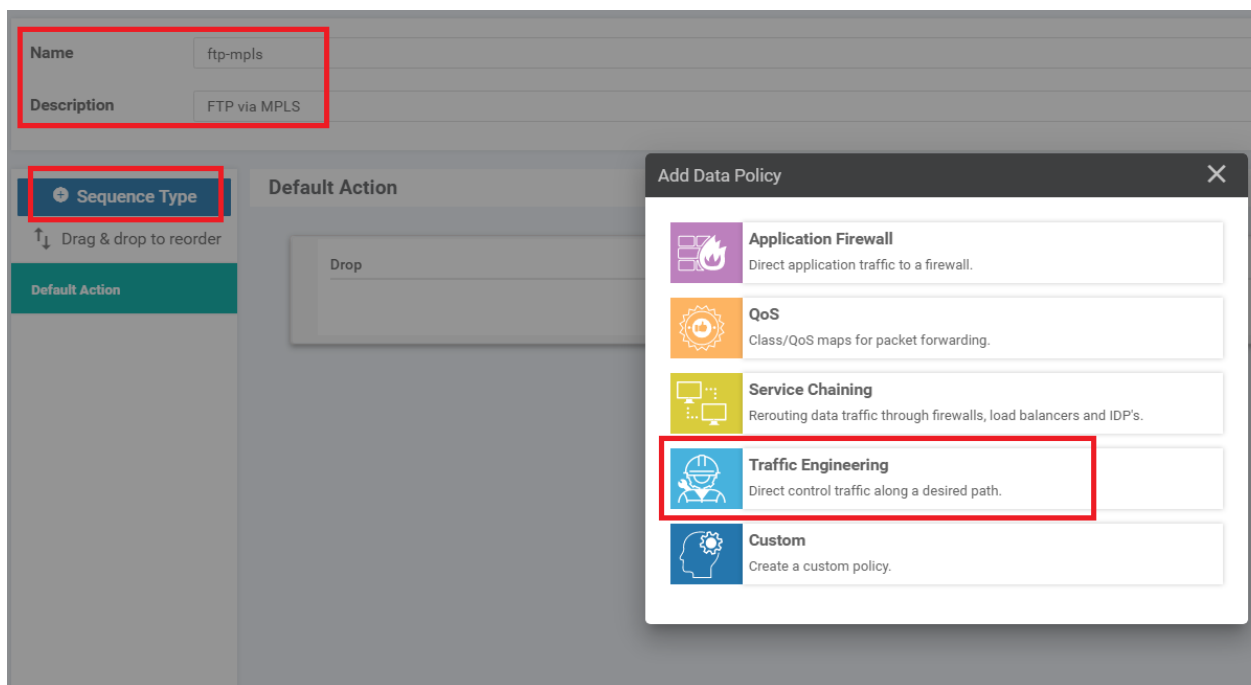 Name ftp-mpls
Description FTP via MPLS
Sequence Type
Drag & drop to reorder
Default Action
Default Action
Drop
Add Data Policy
Application Firewall
Direct application traffic to a firewall.
QoS
Class/QoS maps for packet forwarding.
Service Chaining
Rerouting data traffic through firewalls, load balancers and IDP's.
Traffic Engineering
Direct control traffic along a desired path.
Custom
Create a custom policy.